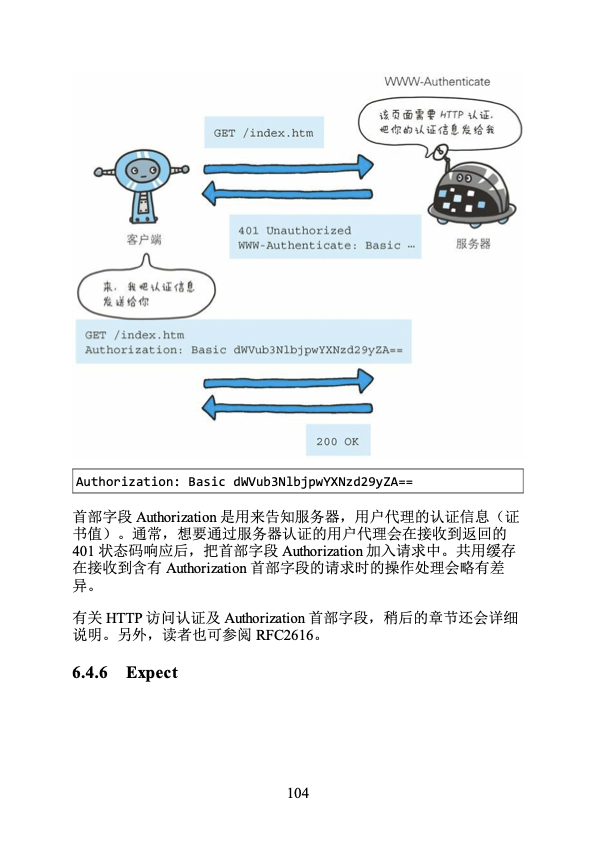 WWW-Authenticate
该页面需要 HTTP 认证.
把你的认证信息发给我
GET /index.htm
401 Unauthorized
WWW-Authenticate: Basic …
客户端
服务器
来, 我把认证信息
发送给你
GET /index.htm
Authorization: Basic dWVub3NlbjpwYXNzd29yZA==
200 OK
Authorization: Basic dWVub3NlbjpwYXNzd29yZA==
首部字段 Authorization 是用来告知服务器，用户代理的认证信息（证
书值）。通常，想要通过服务器认证的用户代理会在接收到返回的
401 状态码响应后，把首部字段 Authorization 加入请求中。共用缓存
在接收到含有 Authorization 首部字段的请求时的操作处理会略有差
异。
有关 HTTP 访问认证及 Authorization 首部字段，稍后的章节还会详细
说明。另外，读者也可参阅 RFC2616。
6.4.6 Expect
104